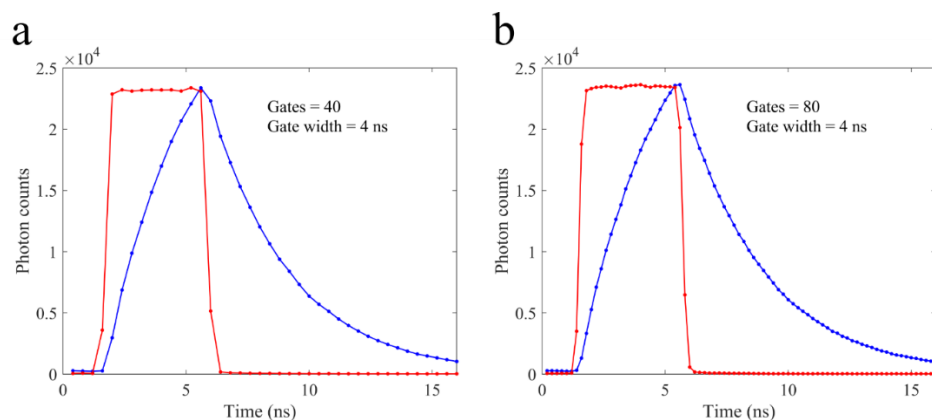 a
×10⁴
2.5
2
1.5
1
0.5
0
0
5
10
15
Photon counts
Time (ns)
Gates = 40
Gate width = 4 ns
b
×10⁴
2.5
2
1.5
1
0.5
0
0
5
10
15
Photon counts
Time (ns)
Gates = 80
Gate width = 4 ns